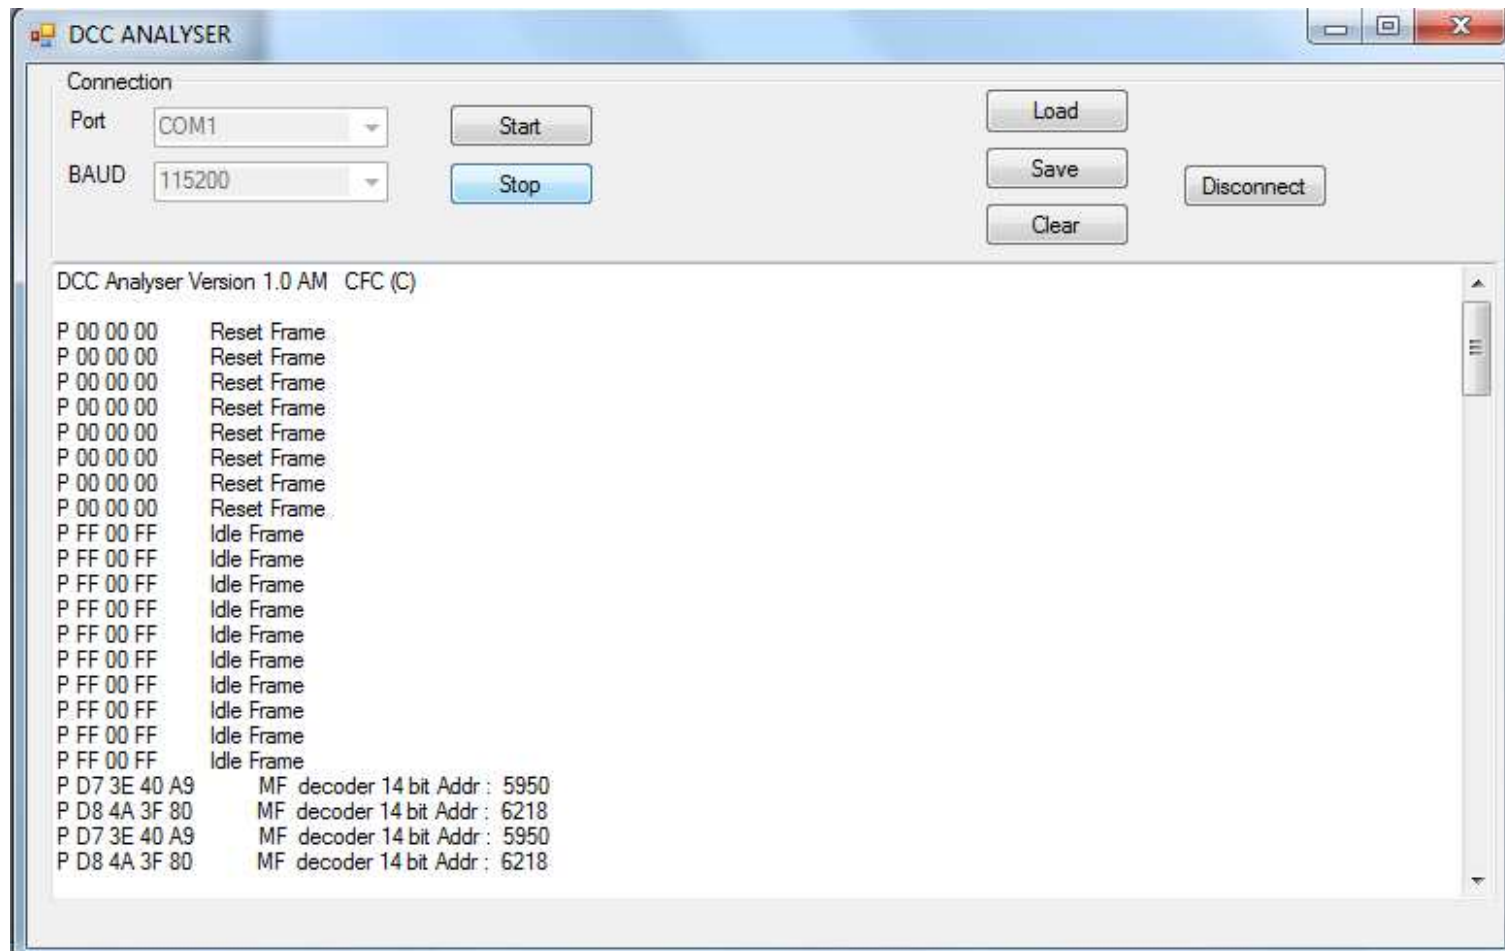 DCC ANALYSER
Connection
Port COM1 Start Load
BAUD 115200 Stop Save Disconnect
Clear
DCC Analyser Version 1.0 AM CFC (C)
P 00 00 00 Reset Frame
P 00 00 00 Reset Frame
P 00 00 00 Reset Frame
P 00 00 00 Reset Frame
P 00 00 00 Reset Frame
P 00 00 00 Reset Frame
P 00 00 00 Reset Frame
P 00 00 00 Reset Frame
P FF 00 FF Idle Frame
P FF 00 FF Idle Frame
P FF 00 FF Idle Frame
P FF 00 FF Idle Frame
P FF 00 FF Idle Frame
P FF 00 FF Idle Frame
P FF 00 FF Idle Frame
P FF 00 FF Idle Frame
P FF 00 FF Idle Frame
P FF 00 FF Idle Frame
P D7 3E 40 A9 MF decoder 14 bit Addr : 5950
P D8 4A 3F 80 MF decoder 14 bit Addr : 6218
P D7 3E 40 A9 MF decoder 14 bit Addr : 5950
P D8 4A 3F 80 MF decoder 14 bit Addr : 6218